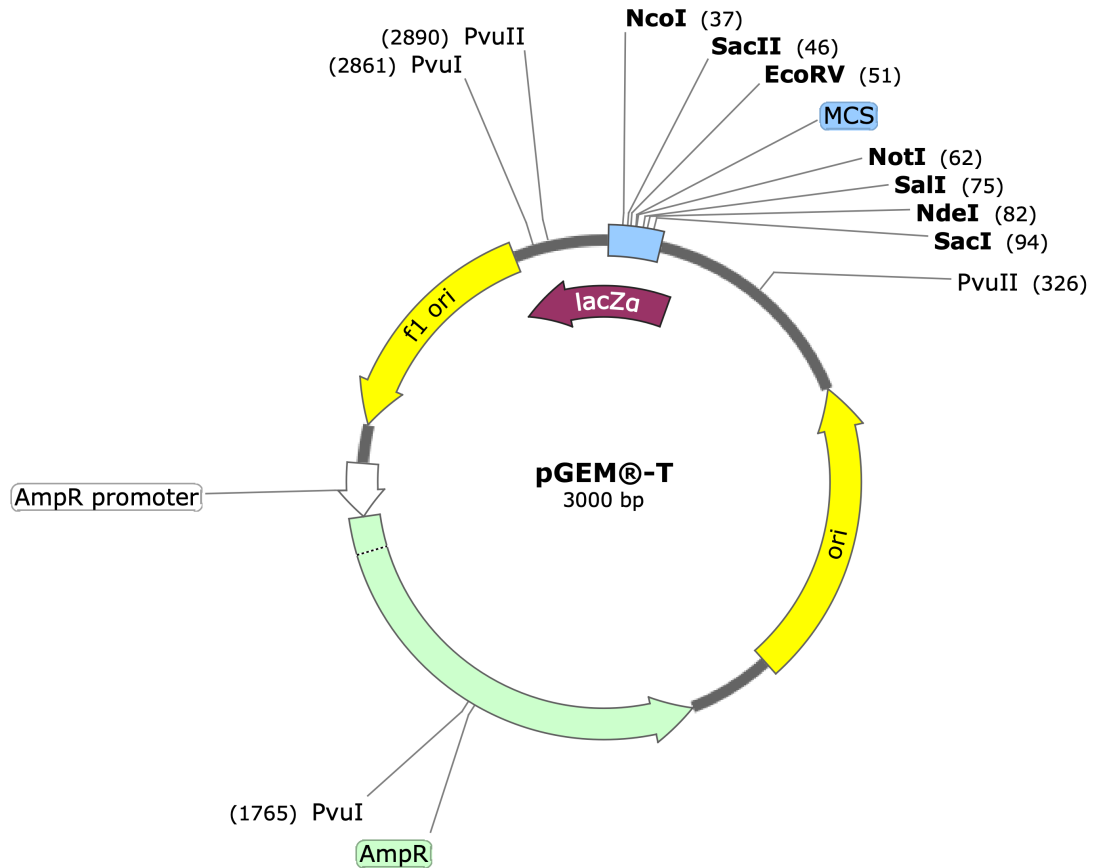 NcoI (37)
(2890) PvuII
SacII (46)
(2861) PvuI
EcoRV (51)
MCS
NotI (62)
SalI (75)
NdeI (82)
SacI (94)
PvuII (326)
lacZα
f1 ori
pGEM®-T
3000 bp
AmpR promoter
ori
(1765) PvuI
AmpR